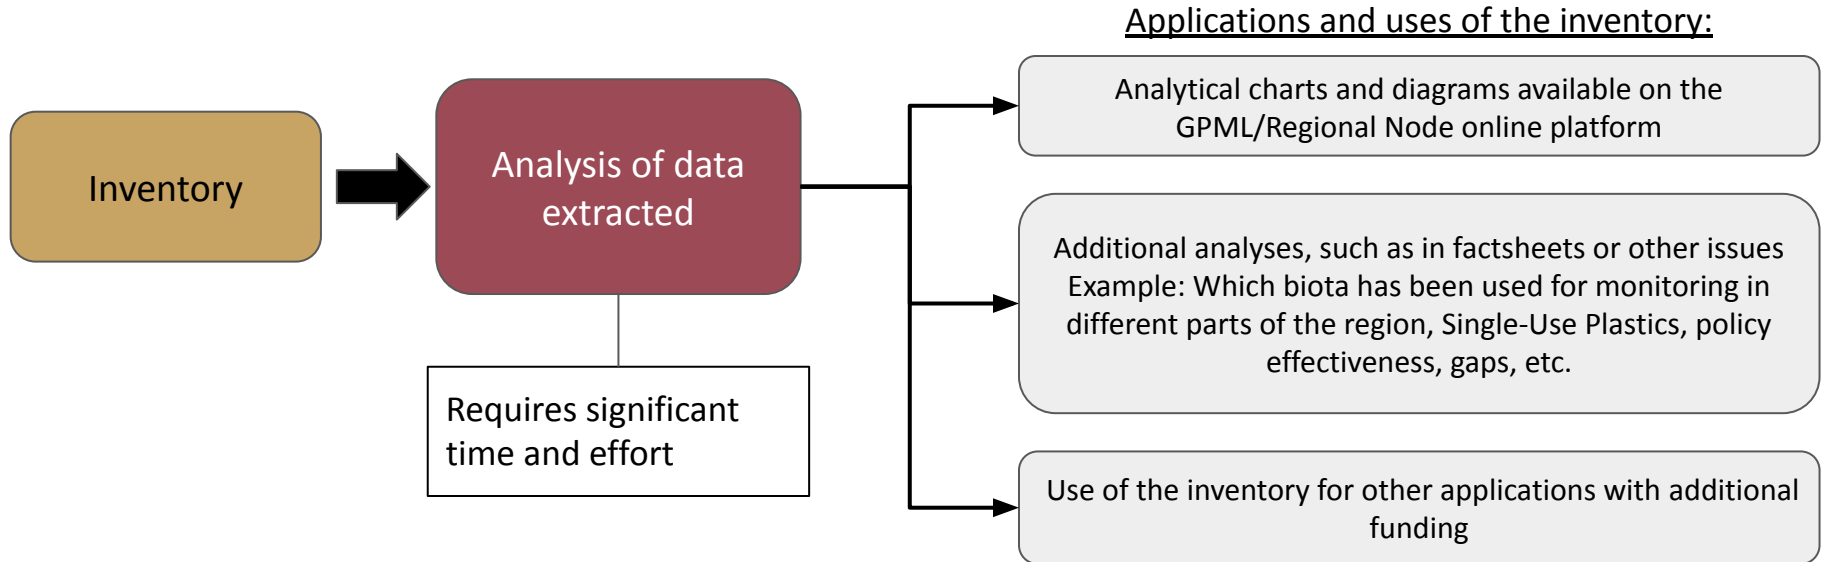 Applications and uses of the inventory:
Inventory
Analysis of data
extracted
Requires significant
time and effort
Analytical charts and diagrams available on the
GPML/Regional Node online platform
Additional analyses, such as in factsheets or other issues
Example: Which biota has been used for monitoring in
different parts of the region, Single-Use Plastics, policy
effectiveness, gaps, etc.
Use of the inventory for other applications with additional
funding